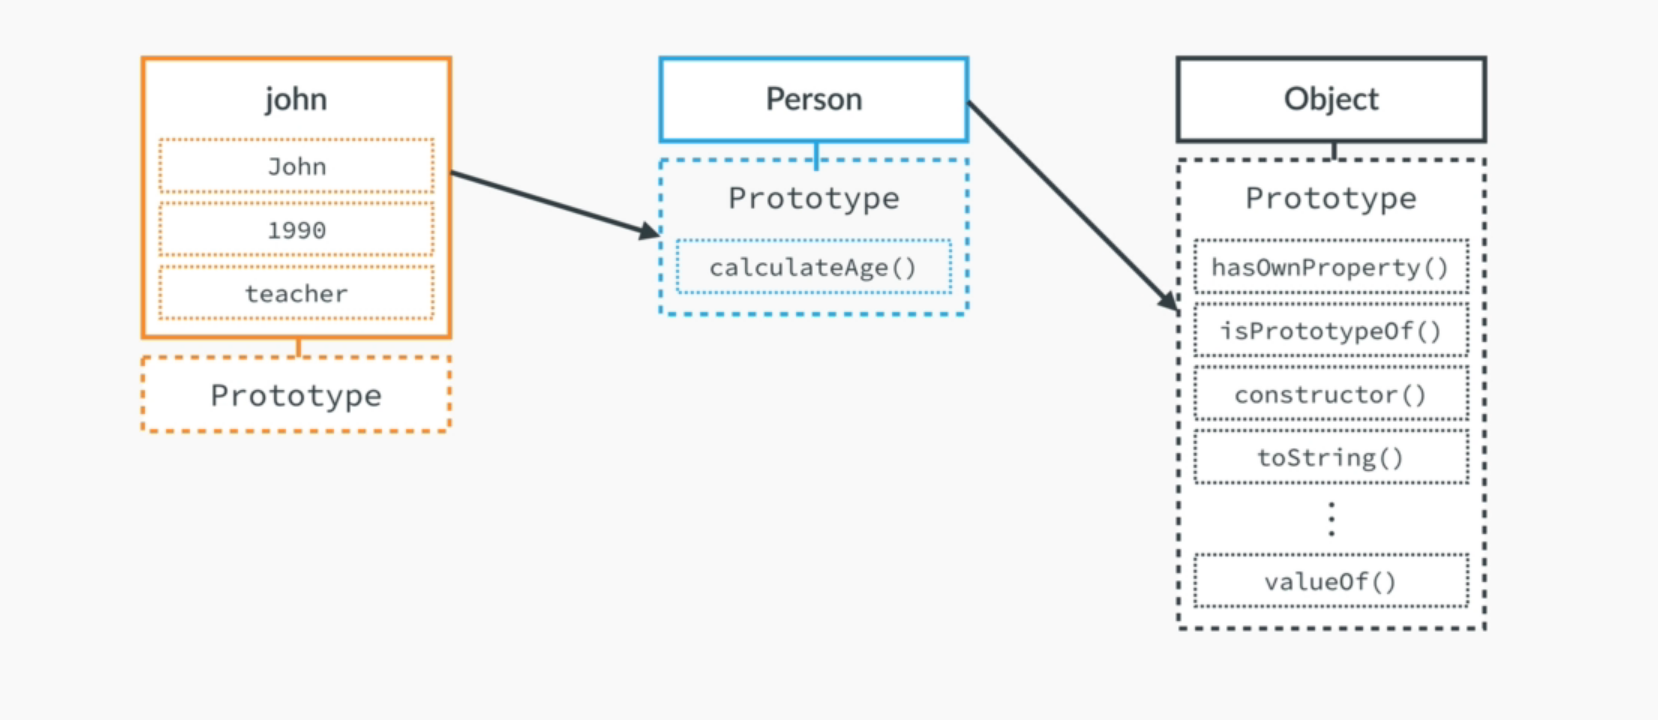 john
John
1990
teacher
Prototype
Person
Prototype
calculateAge()
Object
Prototype
hasOwnProperty()
isPrototypeOf()
constructor()
toString()
valueOf()